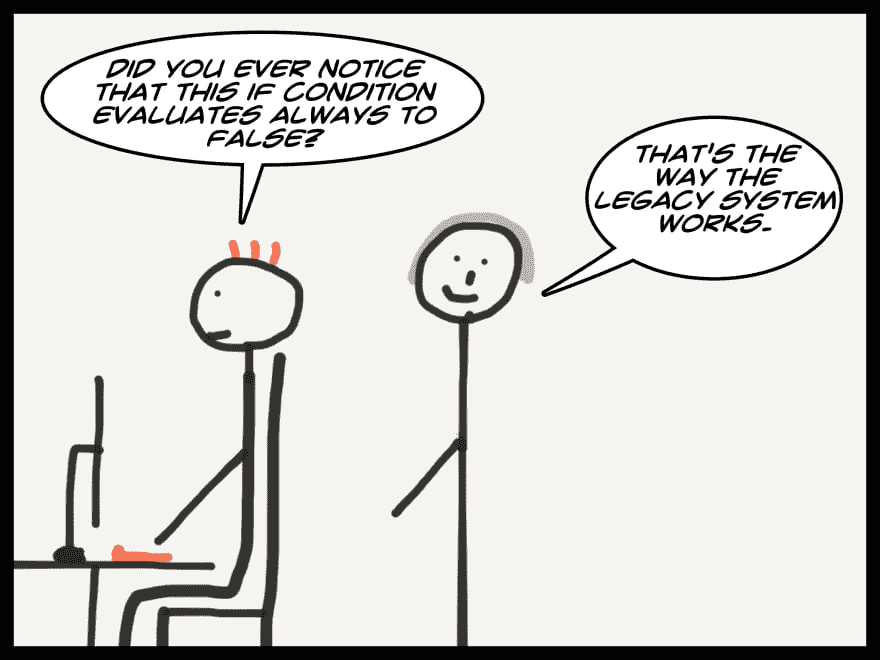 DID YOU EVER NOTICE
THAT THIS IF CONDITION
EVALUATES ALWAYS TO
FALSE?
THAT'S THE
WAY THE
LEGACY SYSTEM
WORKS.